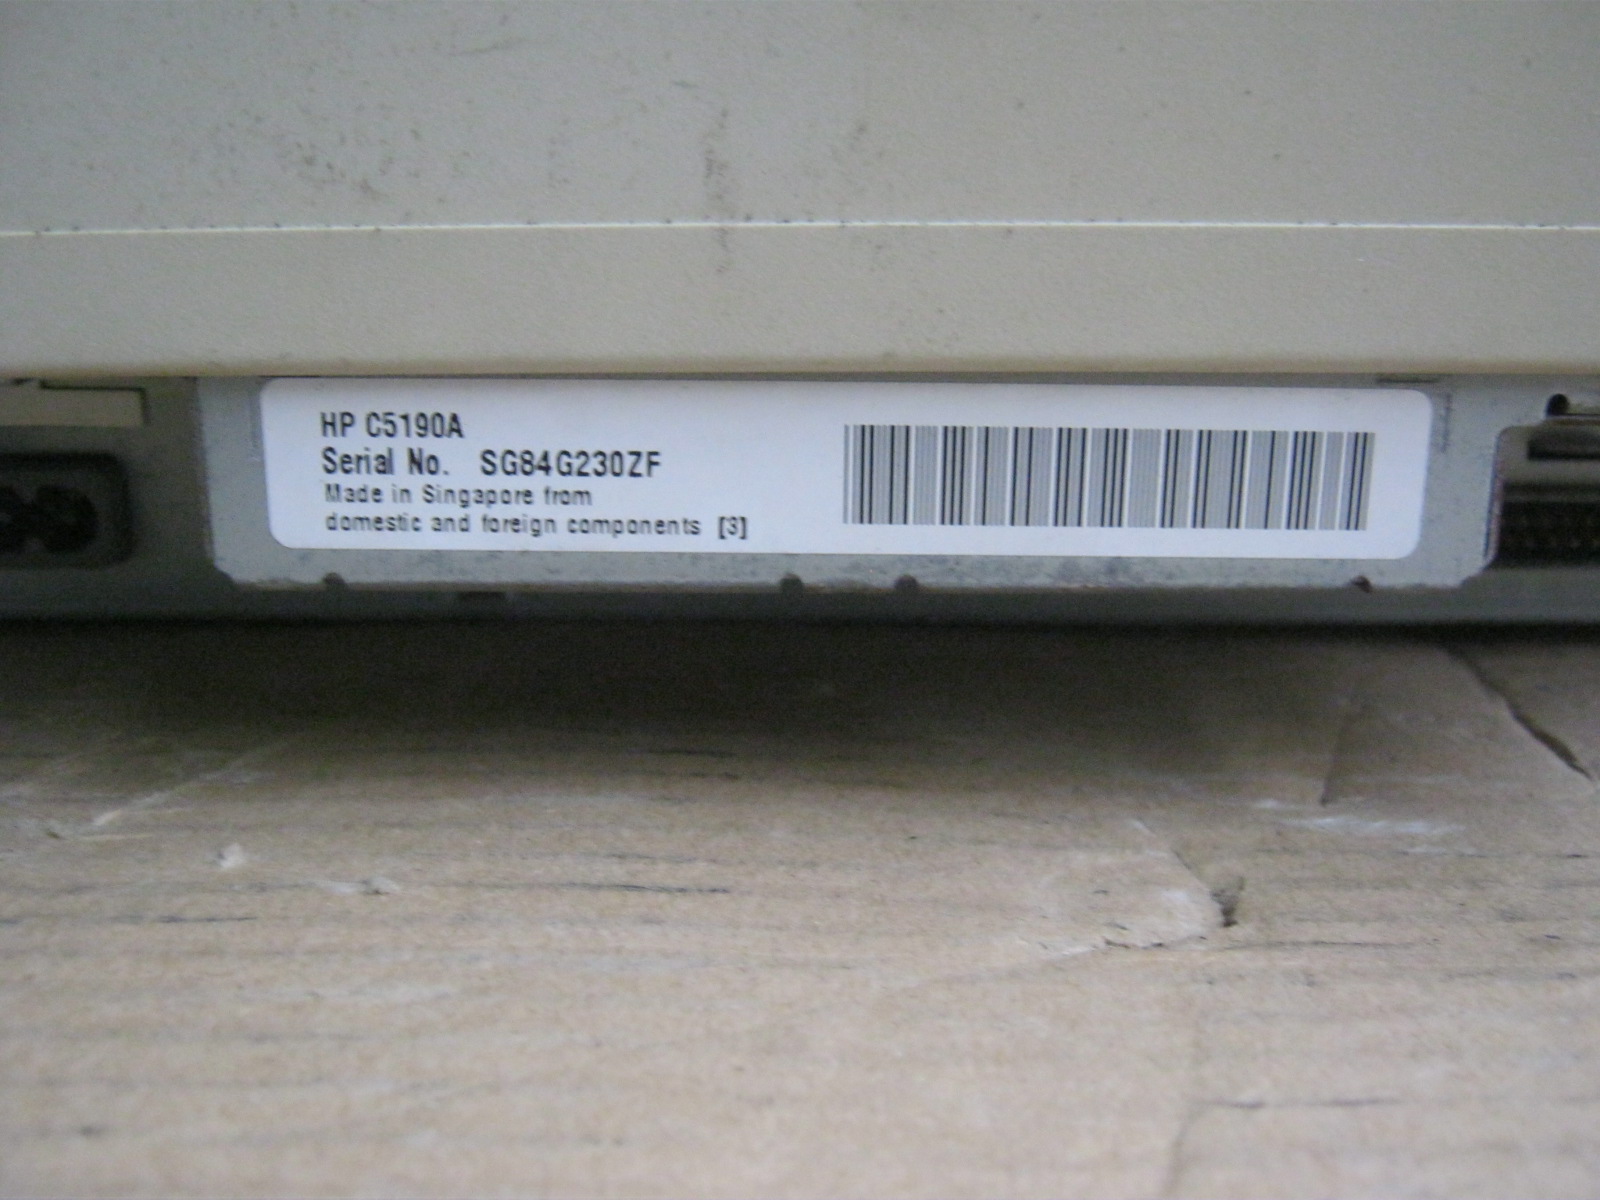 HP C5190A
Serial No. SG84G230ZF
Made in Singapore from
domestic and foreign components [3]